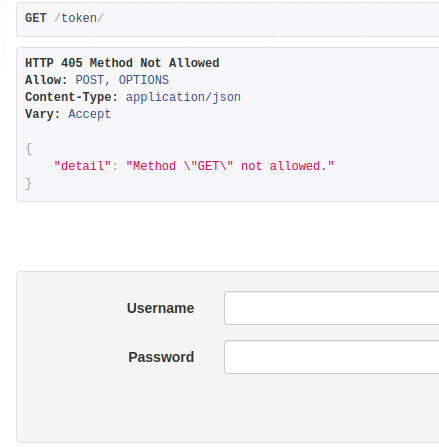 GET /token/
HTTP 405 Method Not Allowed
Allow: POST, OPTIONS
Content-Type: application/json
Vary: Accept
{
    "detail": "Method \"GET\" not allowed."
}
Username
Password